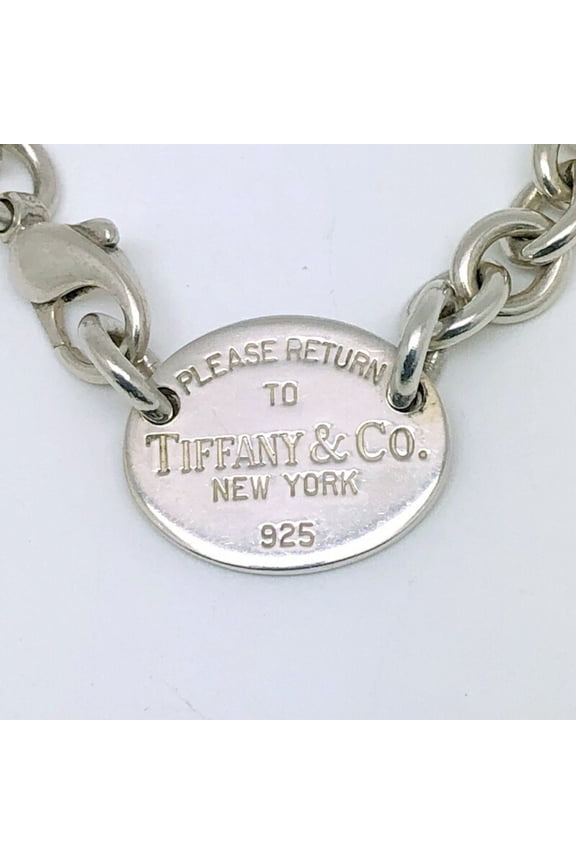 PLEASE RETURN
TO
TIFFANY & CO.
NEW YORK
925